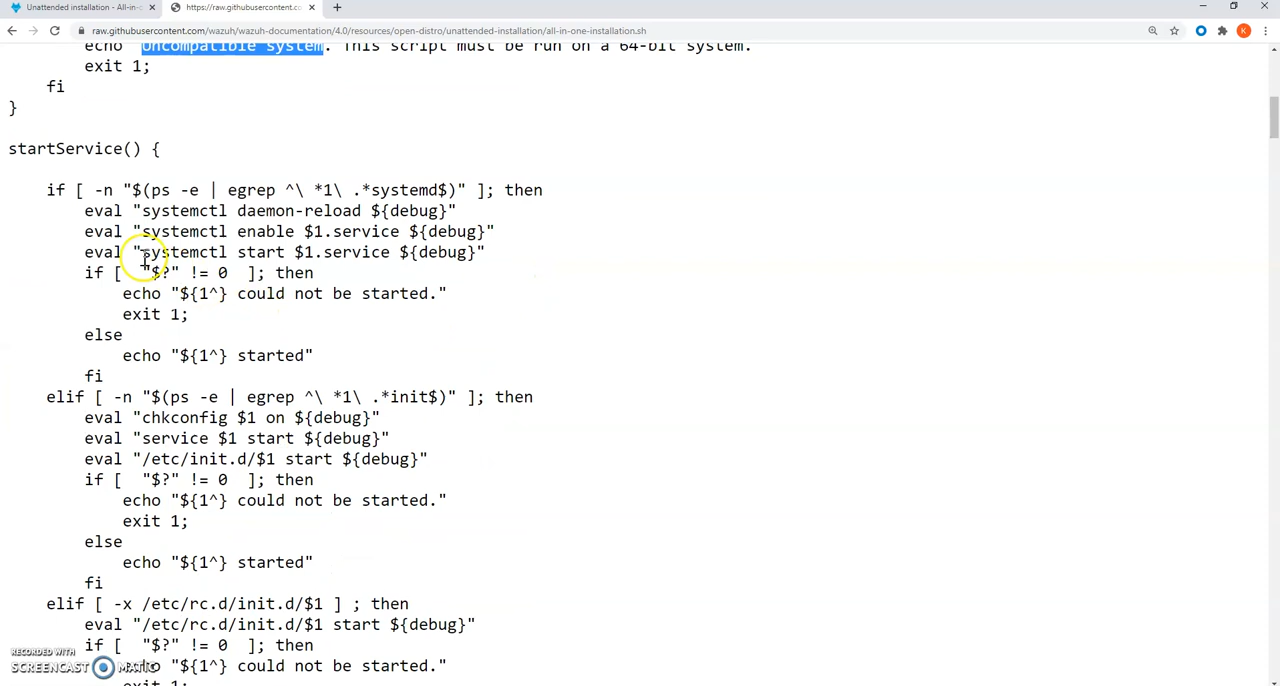 Unattended installation - All-in-o
https://raw.githubusercontent.co
raw.githubusercontent.com/wazuh/wazuh-documentation/4.0/resources/open-distro/unattended-installation/all-in-one-installation.sh
K
echo "Uncompatible system. This script must be run on a 64-bit system."
exit 1;
fi
}
startService() {
if [ -n "$(ps -e | egrep ^\ *1\ .*systemd$)" ]; then
eval "systemctl daemon-reload ${debug}"
eval "systemctl enable $1.service ${debug}"
eval "systemctl start $1.service ${debug}"
if [  "$?" != 0  ]; then
echo "${1^} could not be started."
exit 1;
else
echo "${1^} started"
fi
elif [ -n "$(ps -e | egrep ^\ *1\ .*init$)" ]; then
eval "chkconfig $1 on ${debug}"
eval "service $1 start ${debug}"
eval "/etc/init.d/$1 start ${debug}"
if [  "$?" != 0  ]; then
echo "${1^} could not be started."
exit 1;
else
echo "${1^} started"
fi
elif [ -x /etc/rc.d/init.d/$1 ] ; then
eval "/etc/rc.d/init.d/$1 start ${debug}"
if [  "$?" != 0  ]; then
echo "${1^} could not be started."
exit 1;
RECORDED WITH
SCREENCAST MATIC